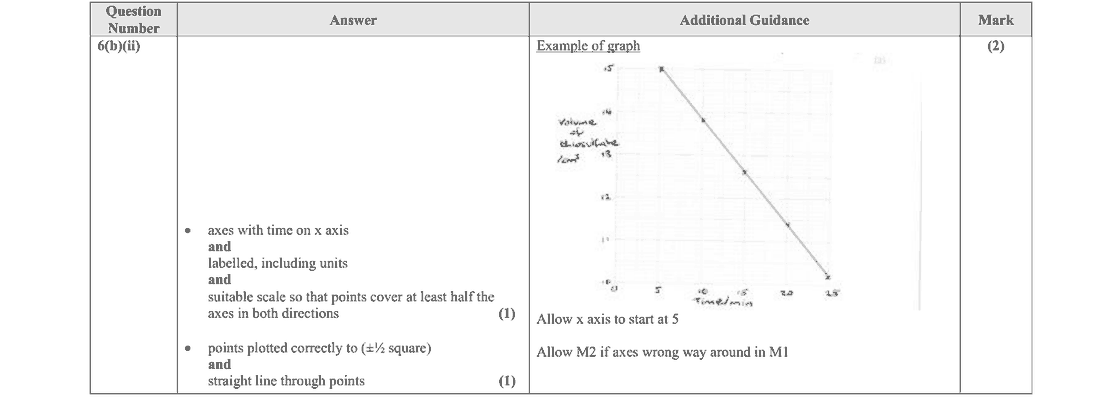 Question Number
Answer
Additional Guidance
Mark
6(b)(ii)
• axes with time on x axis
and
labelled, including units
and
suitable scale so that points cover at least half the
axes in both directions (1)
• points plotted correctly to (±½ square)
and
straight line through points (1)
Example of graph
15
14
Volume
of
thiosulfate
/cm³
13
12
11
10
0 5 10 15 20 25
Time/min
Allow x axis to start at 5
Allow M2 if axes wrong way around in M1
(2)